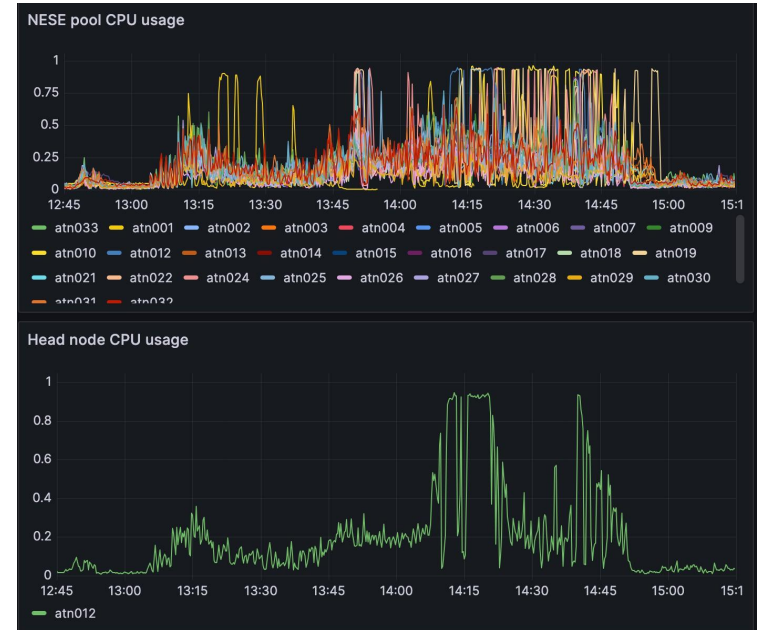 NESE pool CPU usage
1
0.75
0.5
0.25
0
12:45 13:00 13:15 13:30 13:45 14:00 14:15 14:30 14:45 15:00 15:1
atn033 atn001 atn002 atn003 atn004 atn005 atn006 atn007 atn009
atn010 atn012 atn013 atn014 atn015 atn016 atn017 atn018 atn019
atn021 atn022 atn024 atn025 atn026 atn027 atn028 atn029 atn030
atn031 atn032
Head node CPU usage
1
0.8
0.6
0.4
0.2
0
12:45 13:00 13:15 13:30 13:45 14:00 14:15 14:30 14:45 15:00 15:1
atn012